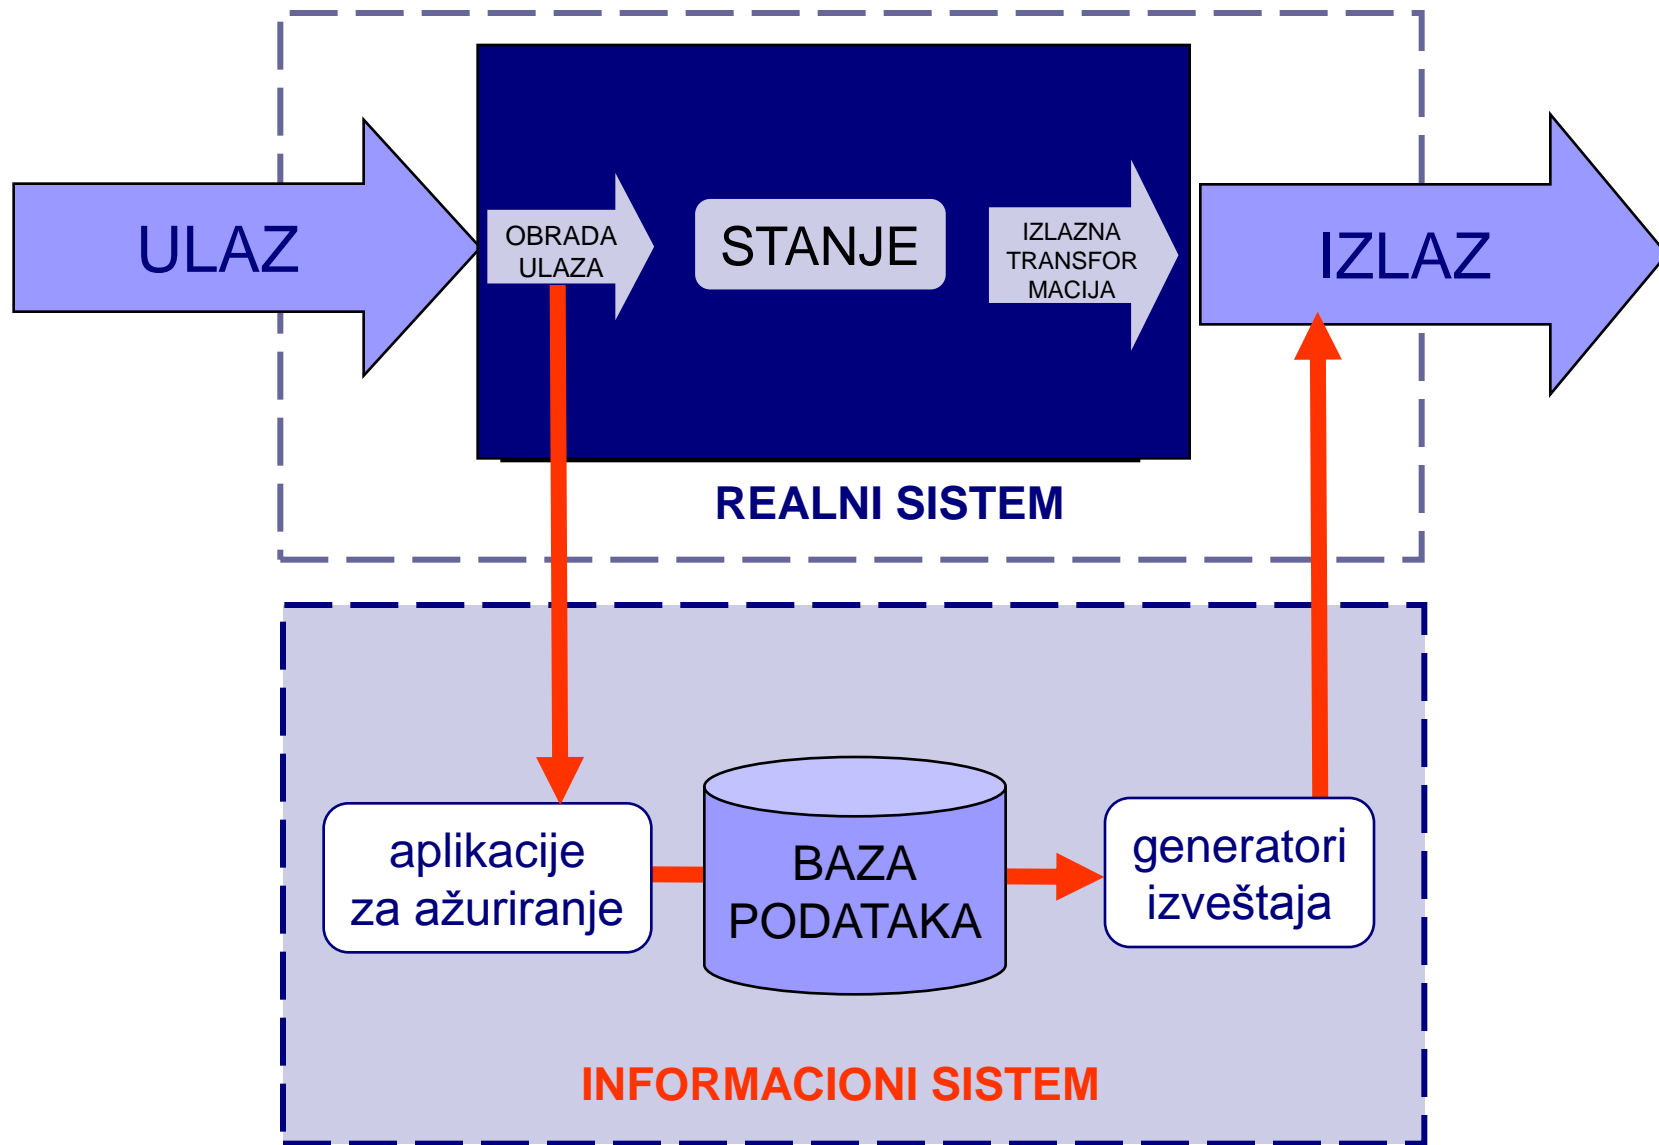 ULAZ
OBRADA
ULAZA
STANJE
IZLAZNA
TRANSFOR
MACIJA
IZLAZ
REALNI SISTEM
aplikacije
za ažuriranje
BAZA
PODATAKA
generatori
izveštaja
INFORMACIONI SISTEM